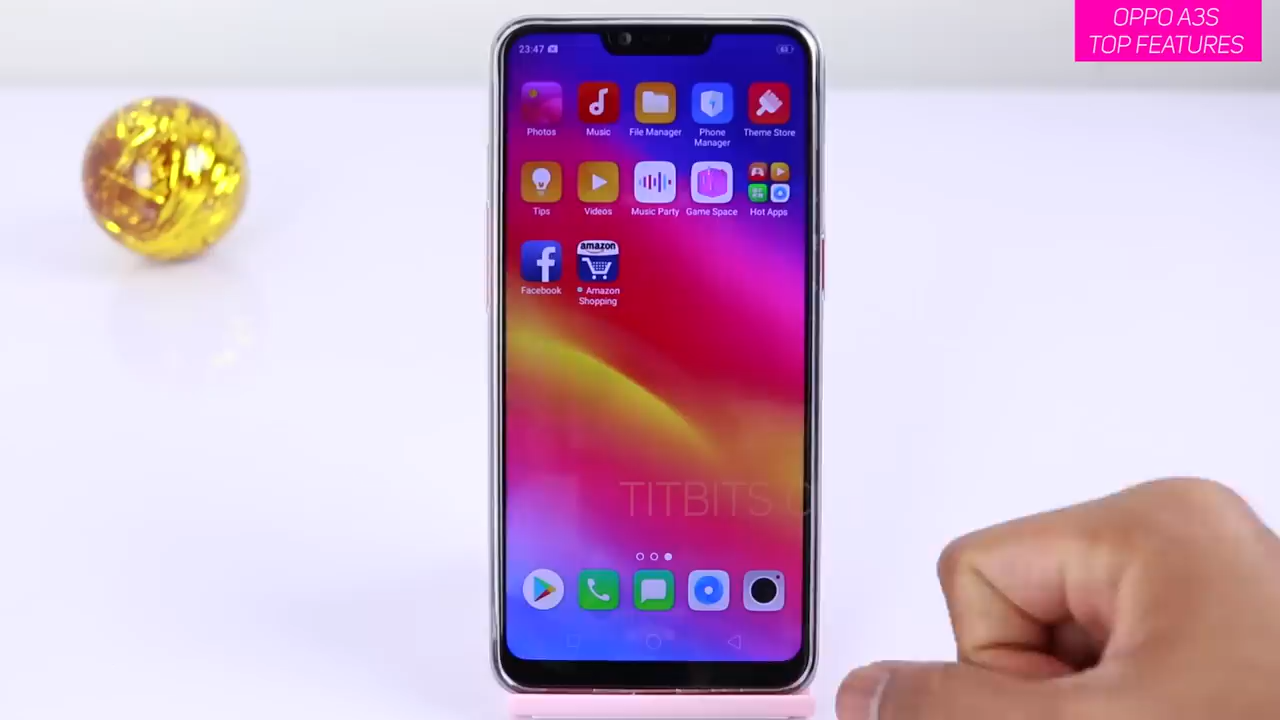 OPPO A3S
TOP FEATURES
23:47
Photos
Music
File Manager
Phone
Manager
Theme Store
Tips
Videos
Music Party
Game Space
Hot Apps
amazon
Facebook
Amazon
Shopping
TITBITS.C